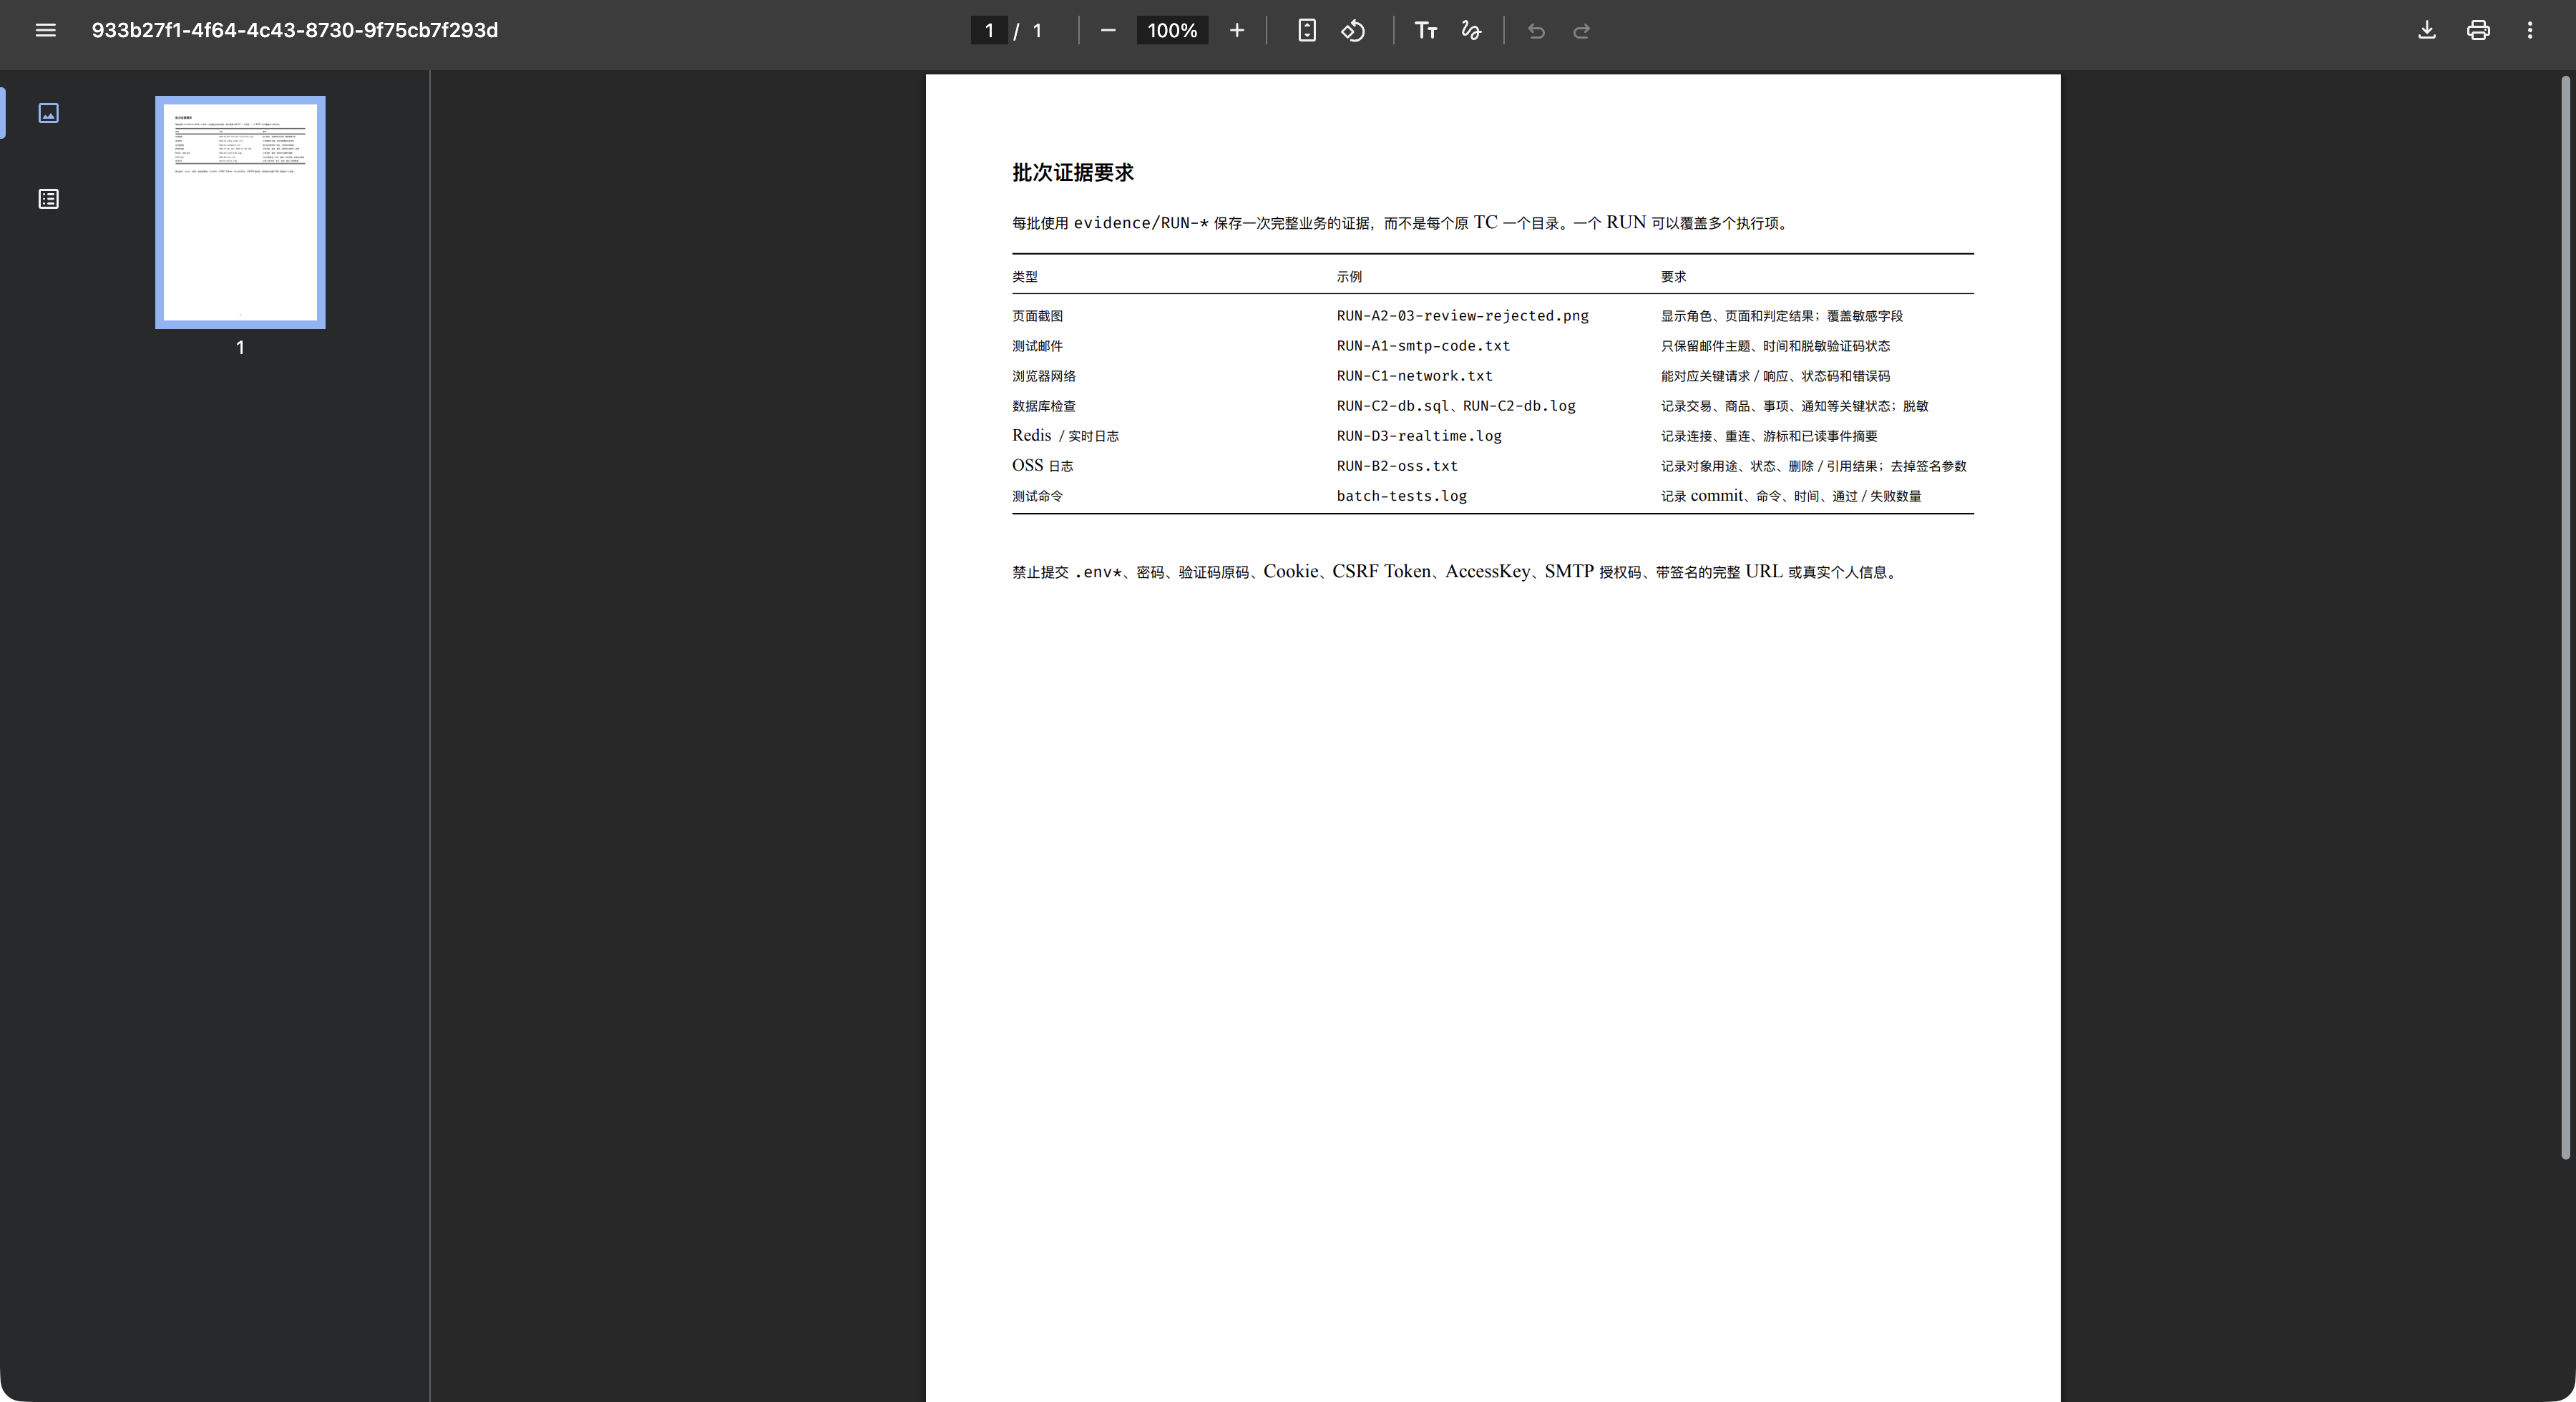 933b27f1-4f64-4c43-8730-9f75cb7f293d
1 / 1
100%
1
批次证据要求
每批使用 evidence/RUN-* 保存一次完整业务的证据，而不是每个原 TC 一个目录。一个 RUN 可以覆盖多个执行项。
类型 示例 要求
页面截图 RUN-A2-03-review-rejected.png 显示角色、页面和判定结果；覆盖敏感字段
测试邮件 RUN-A1-smtp-code.txt 只保留邮件主题、时间和脱敏验证码状态
浏览器网络 RUN-C1-network.txt 能对应关键请求 / 响应、状态码和错误码
数据库检查 RUN-C2-db.sql、RUN-C2-db.log 记录交易、商品、事项、通知等关键状态；脱敏
Redis / 实时日志 RUN-D3-realtime.log 记录连接、重连、游标和已读事件摘要
OSS 日志 RUN-B2-oss.txt 记录对象用途、状态、删除 / 引用结果；去掉签名参数
测试命令 batch-tests.log 记录 commit、命令、时间、通过 / 失败数量
禁止提交 .env*、密码、验证码原码、Cookie、CSRF Token、AccessKey、SMTP 授权码、带签名的完整 URL 或真实个人信息。